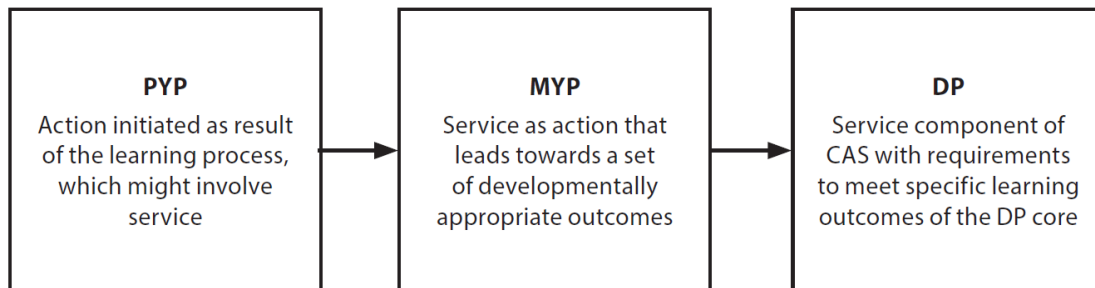 PYP
Action initiated as result
of the learning process,
which might involve
service
MYP
Service as action that
leads towards a set
of developmentally
appropriate outcomes
DP
Service component of
CAS with requirements
to meet specific learning
outcomes of the DP core